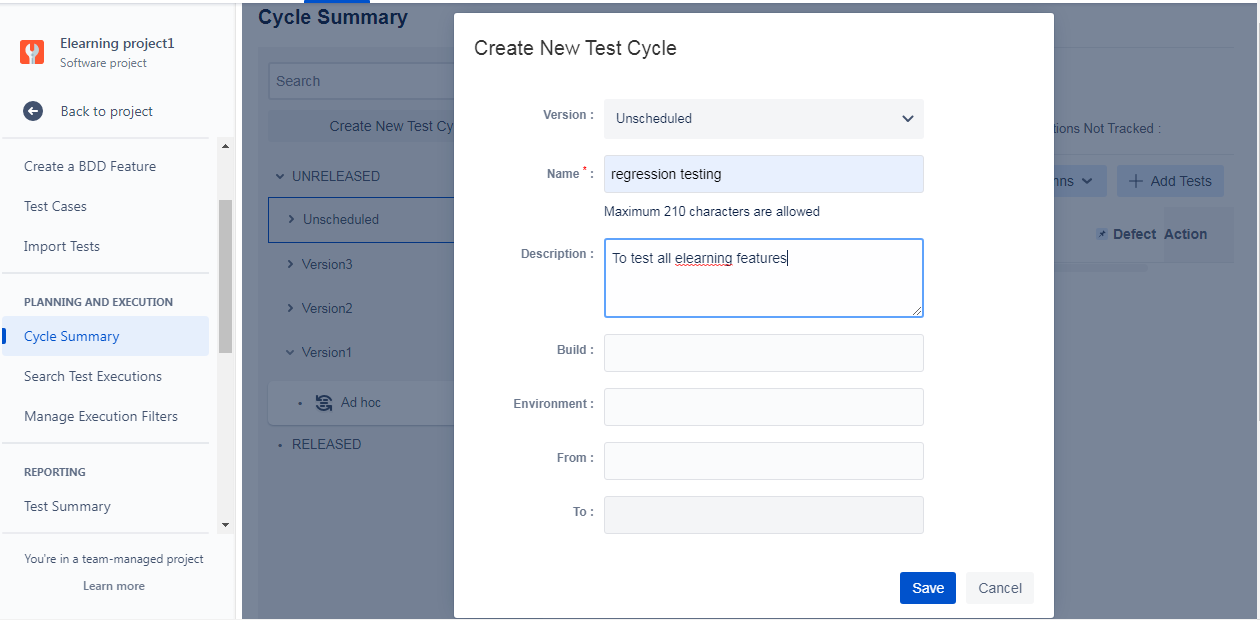 Elearning project1
Software project
Back to project
Create a BDD Feature
Test Cases
Import Tests
PLANNING AND EXECUTION
Cycle Summary
Search Test Executions
Manage Execution Filters
REPORTING
Test Summary
You're in a team-managed project
Learn more
Cycle Summary
Search
Create New Test Cy
UNRELEASED
Unscheduled
Version3
Version2
Version1
Ad hoc
RELEASED
Create New Test Cycle
Version :
Unscheduled
Name * :
regression testing
Maximum 210 characters are allowed
Description :
To test all elearning features
Build :
Environment :
From :
To :
Save
Cancel
Not Tracked :
Add Tests
Defect
Action